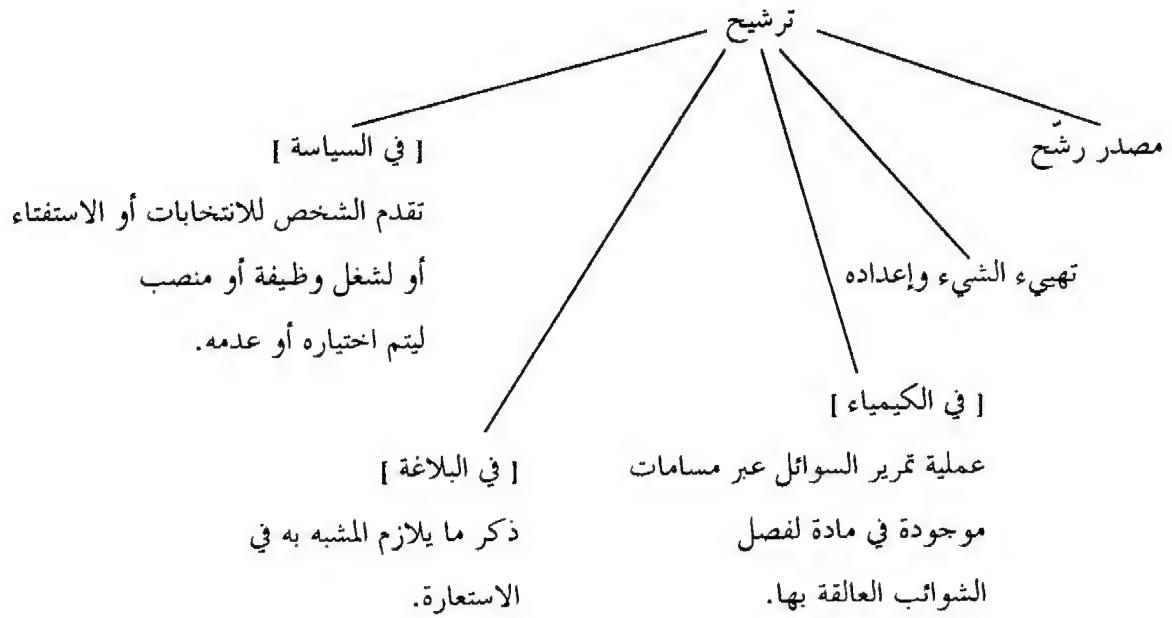 ترشيح
مصدر رشّح
تهييء الشيء وإعداده
[ في الكيمياء ]
عملية تمرير السوائل عبر مسامات
موجودة في مادة لفصل
الشوائب العالقة بها.
[ في البلاغة ]
ذكر ما يلازم المشبه به في
الاستعارة.
[ في السياسة ]
تقدم الشخص للانتخابات أو الاستفتاء
أو لشغل وظيفة أو منصب
ليتم اختياره أو عدمه.